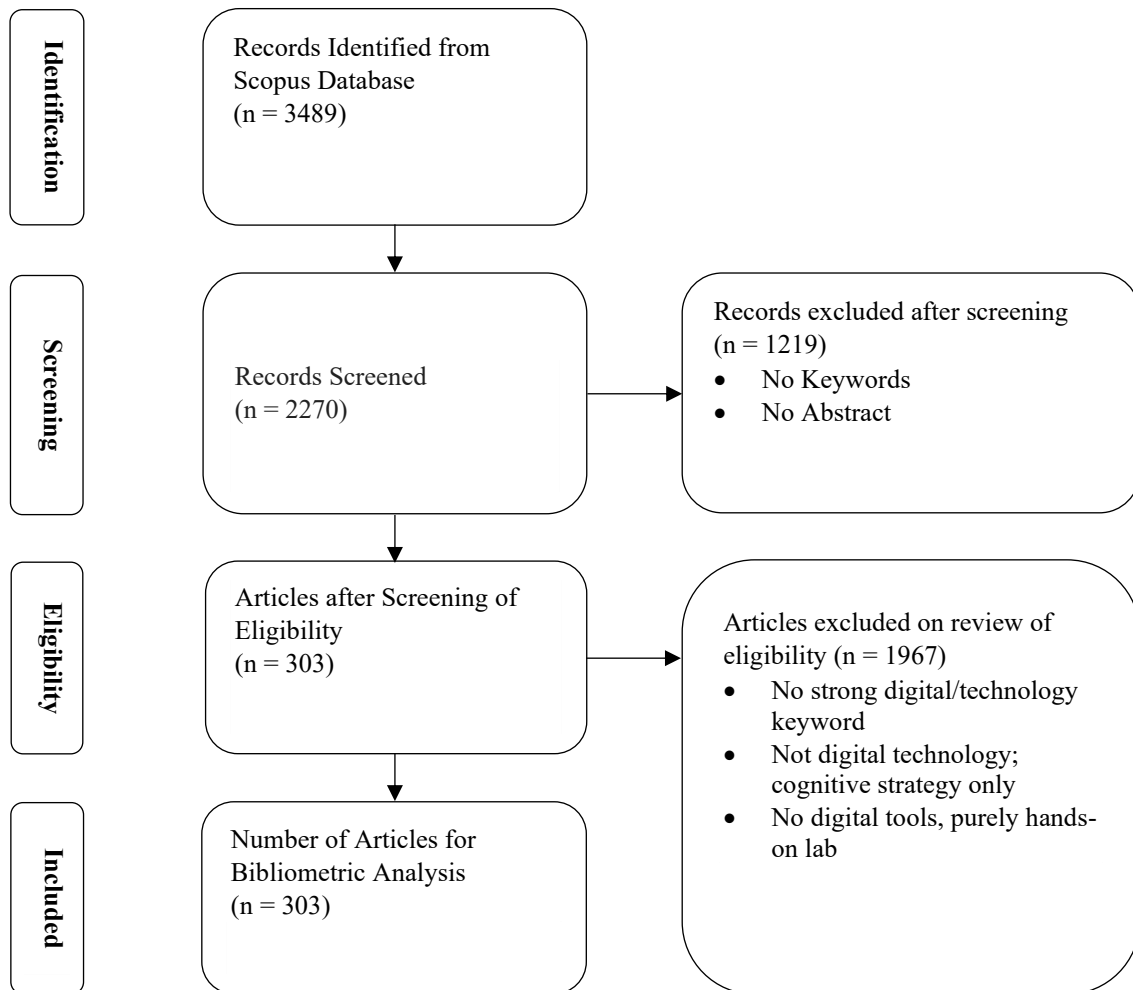 Identification
Records Identified from
Scopus Database
(n = 3489)
Screening
Records Screened
(n = 2270)
Records excluded after screening
(n = 1219)
• No Keywords
• No Abstract
Eligibility
Articles after Screening of
Eligibility
(n = 303)
Articles excluded on review of
eligibility (n = 1967)
• No strong digital/technology
keyword
• Not digital technology;
cognitive strategy only
• No digital tools, purely hands-
on lab
Included
Number of Articles for
Bibliometric Analysis
(n = 303)